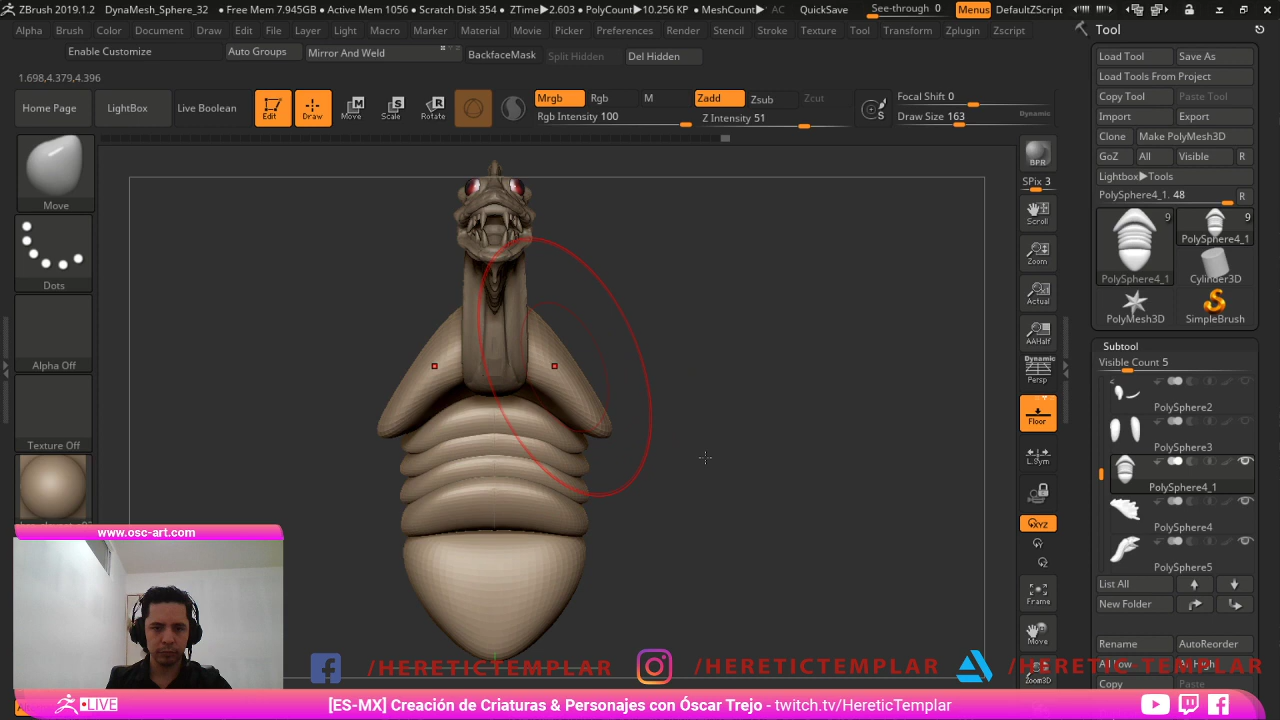 ZBrush 2019.1.2 DynaMesh_Sphere_32 • Free Mem 7.945GB • Active Mem 1056 • Scratch Disk 354 • ZTime▶2.603 • PolyCount▶10.256 KP • MeshCount▶ AC QuickSave See-through 0 Menus DefaultZScript
Alpha Brush Color Document Draw Edit File Layer Light Macro Marker Material Movie Picker Preferences Render Stencil Stroke Texture Tool Transform Zplugin Zscript
Enable Customize Auto Groups Mirror And Weld BackfaceMask Split Hidden Del Hidden
1.698,4.379,4.396
Home Page LightBox Live Boolean Edit Draw Move Scale Rotate
Mrgb Rgb M Zadd Zsub Zcut Focal Shift 0
Rgb Intensity 100 Z Intensity 51 Draw Size 163 Dynamic
Move
Dots
Alpha Off
Texture Off
BPR
SPix 3
Scroll
Zoom
Actual
AAHalf
Dynamic
Persp
Floor
L.Sym
XYZ
Y
Z
Frame
Move
Zoom3D
Tool
Load Tool Save As
Load Tools From Project
Copy Tool Paste Tool
Import Export
Clone Make PolyMesh3D
GoZ All Visible R
Lightbox▶Tools
PolySphere4_1. 48 R
9 9
PolySphere4_1
PolySphere4_1 Cylinder3D
PolyMesh3D SimpleBrush
Subtool
Visible Count 5
PolySphere2
PolySphere3
PolySphere4_1
PolySphere4
PolySphere5
List All
New Folder
Rename AutoReorder
Copy Paste
www.osc-art.com
/HERETICTEMPLAR /HERETICTEMPLAR /HERETIC-TEMPLAR
LIVE [ES-MX] Creación de Criaturas & Personajes con Óscar Trejo - twitch.tv/HereticTemplar